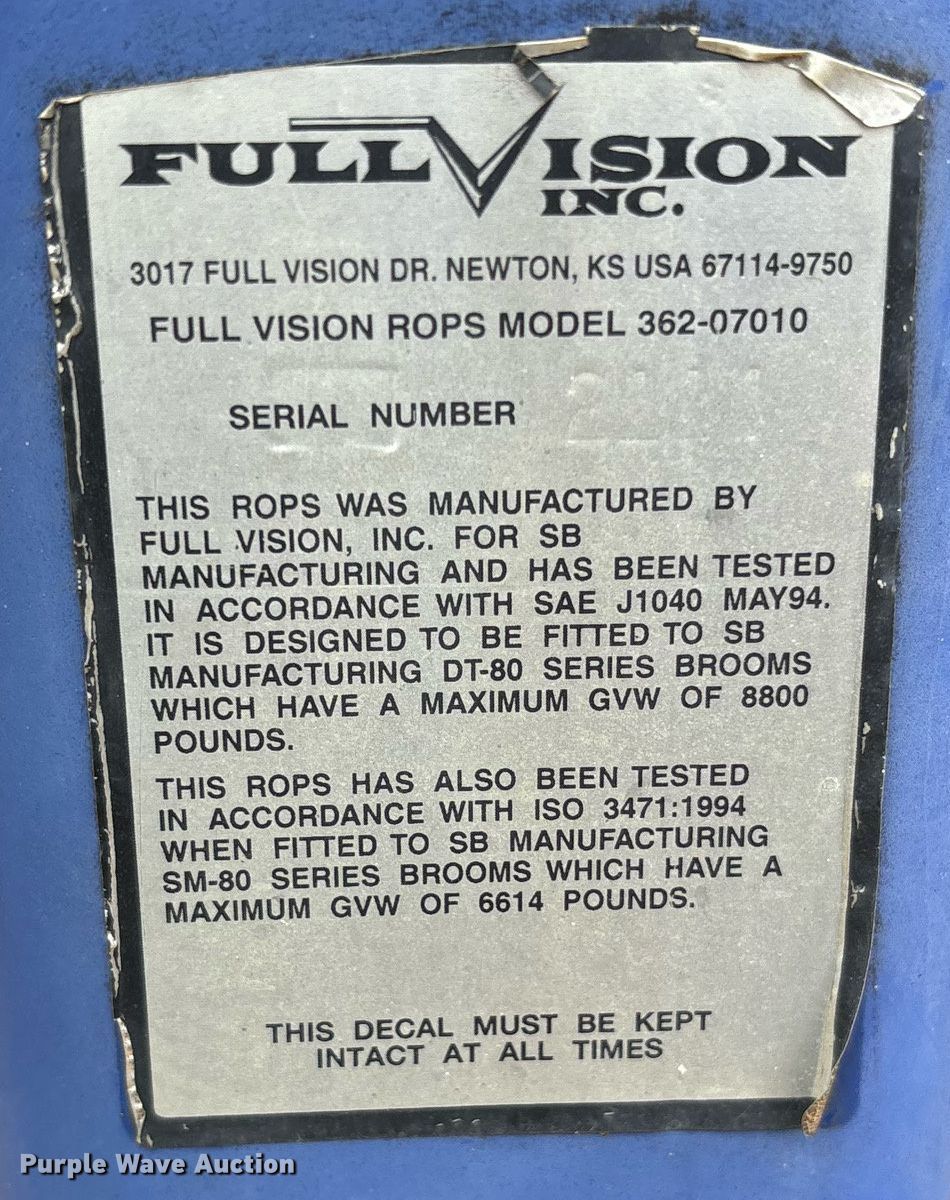 FULL VISION
INC.
3017 FULL VISION DR. NEWTON, KS USA 67114-9750
FULL VISION ROPS MODEL 362-07010
SERIAL NUMBER
THIS ROPS WAS MANUFACTURED BY
FULL VISION, INC. FOR SB
MANUFACTURING AND HAS BEEN TESTED
IN ACCORDANCE WITH SAE J1040 MAY94.
IT IS DESIGNED TO BE FITTED TO SB
MANUFACTURING DT-80 SERIES BROOMS
WHICH HAVE A MAXIMUM GVW OF 8800
POUNDS.
THIS ROPS HAS ALSO BEEN TESTED
IN ACCORDANCE WITH ISO 3471:1994
WHEN FITTED TO SB MANUFACTURING
SM-80 SERIES BROOMS WHICH HAVE A
MAXIMUM GVW OF 6614 POUNDS.
THIS DECAL MUST BE KEPT
INTACT AT ALL TIMES
Purple Wave Auction